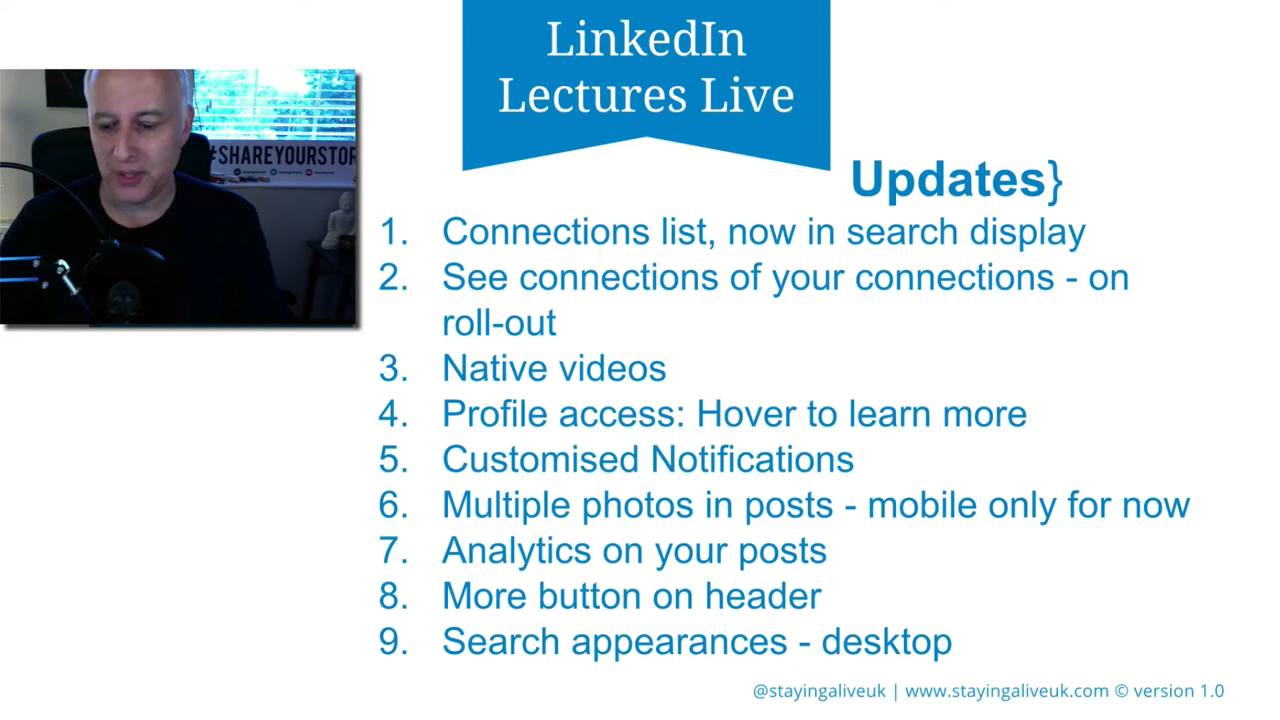 LinkedIn
Lectures Live
#SHAREYOURSTOR
Updates}
1. Connections list, now in search display
2. See connections of your connections - on
roll-out
3. Native videos
4. Profile access: Hover to learn more
5. Customised Notifications
6. Multiple photos in posts - mobile only for now
7. Analytics on your posts
8. More button on header
9. Search appearances - desktop
@stayingaliveuk | www.stayingaliveuk.com © version 1.0